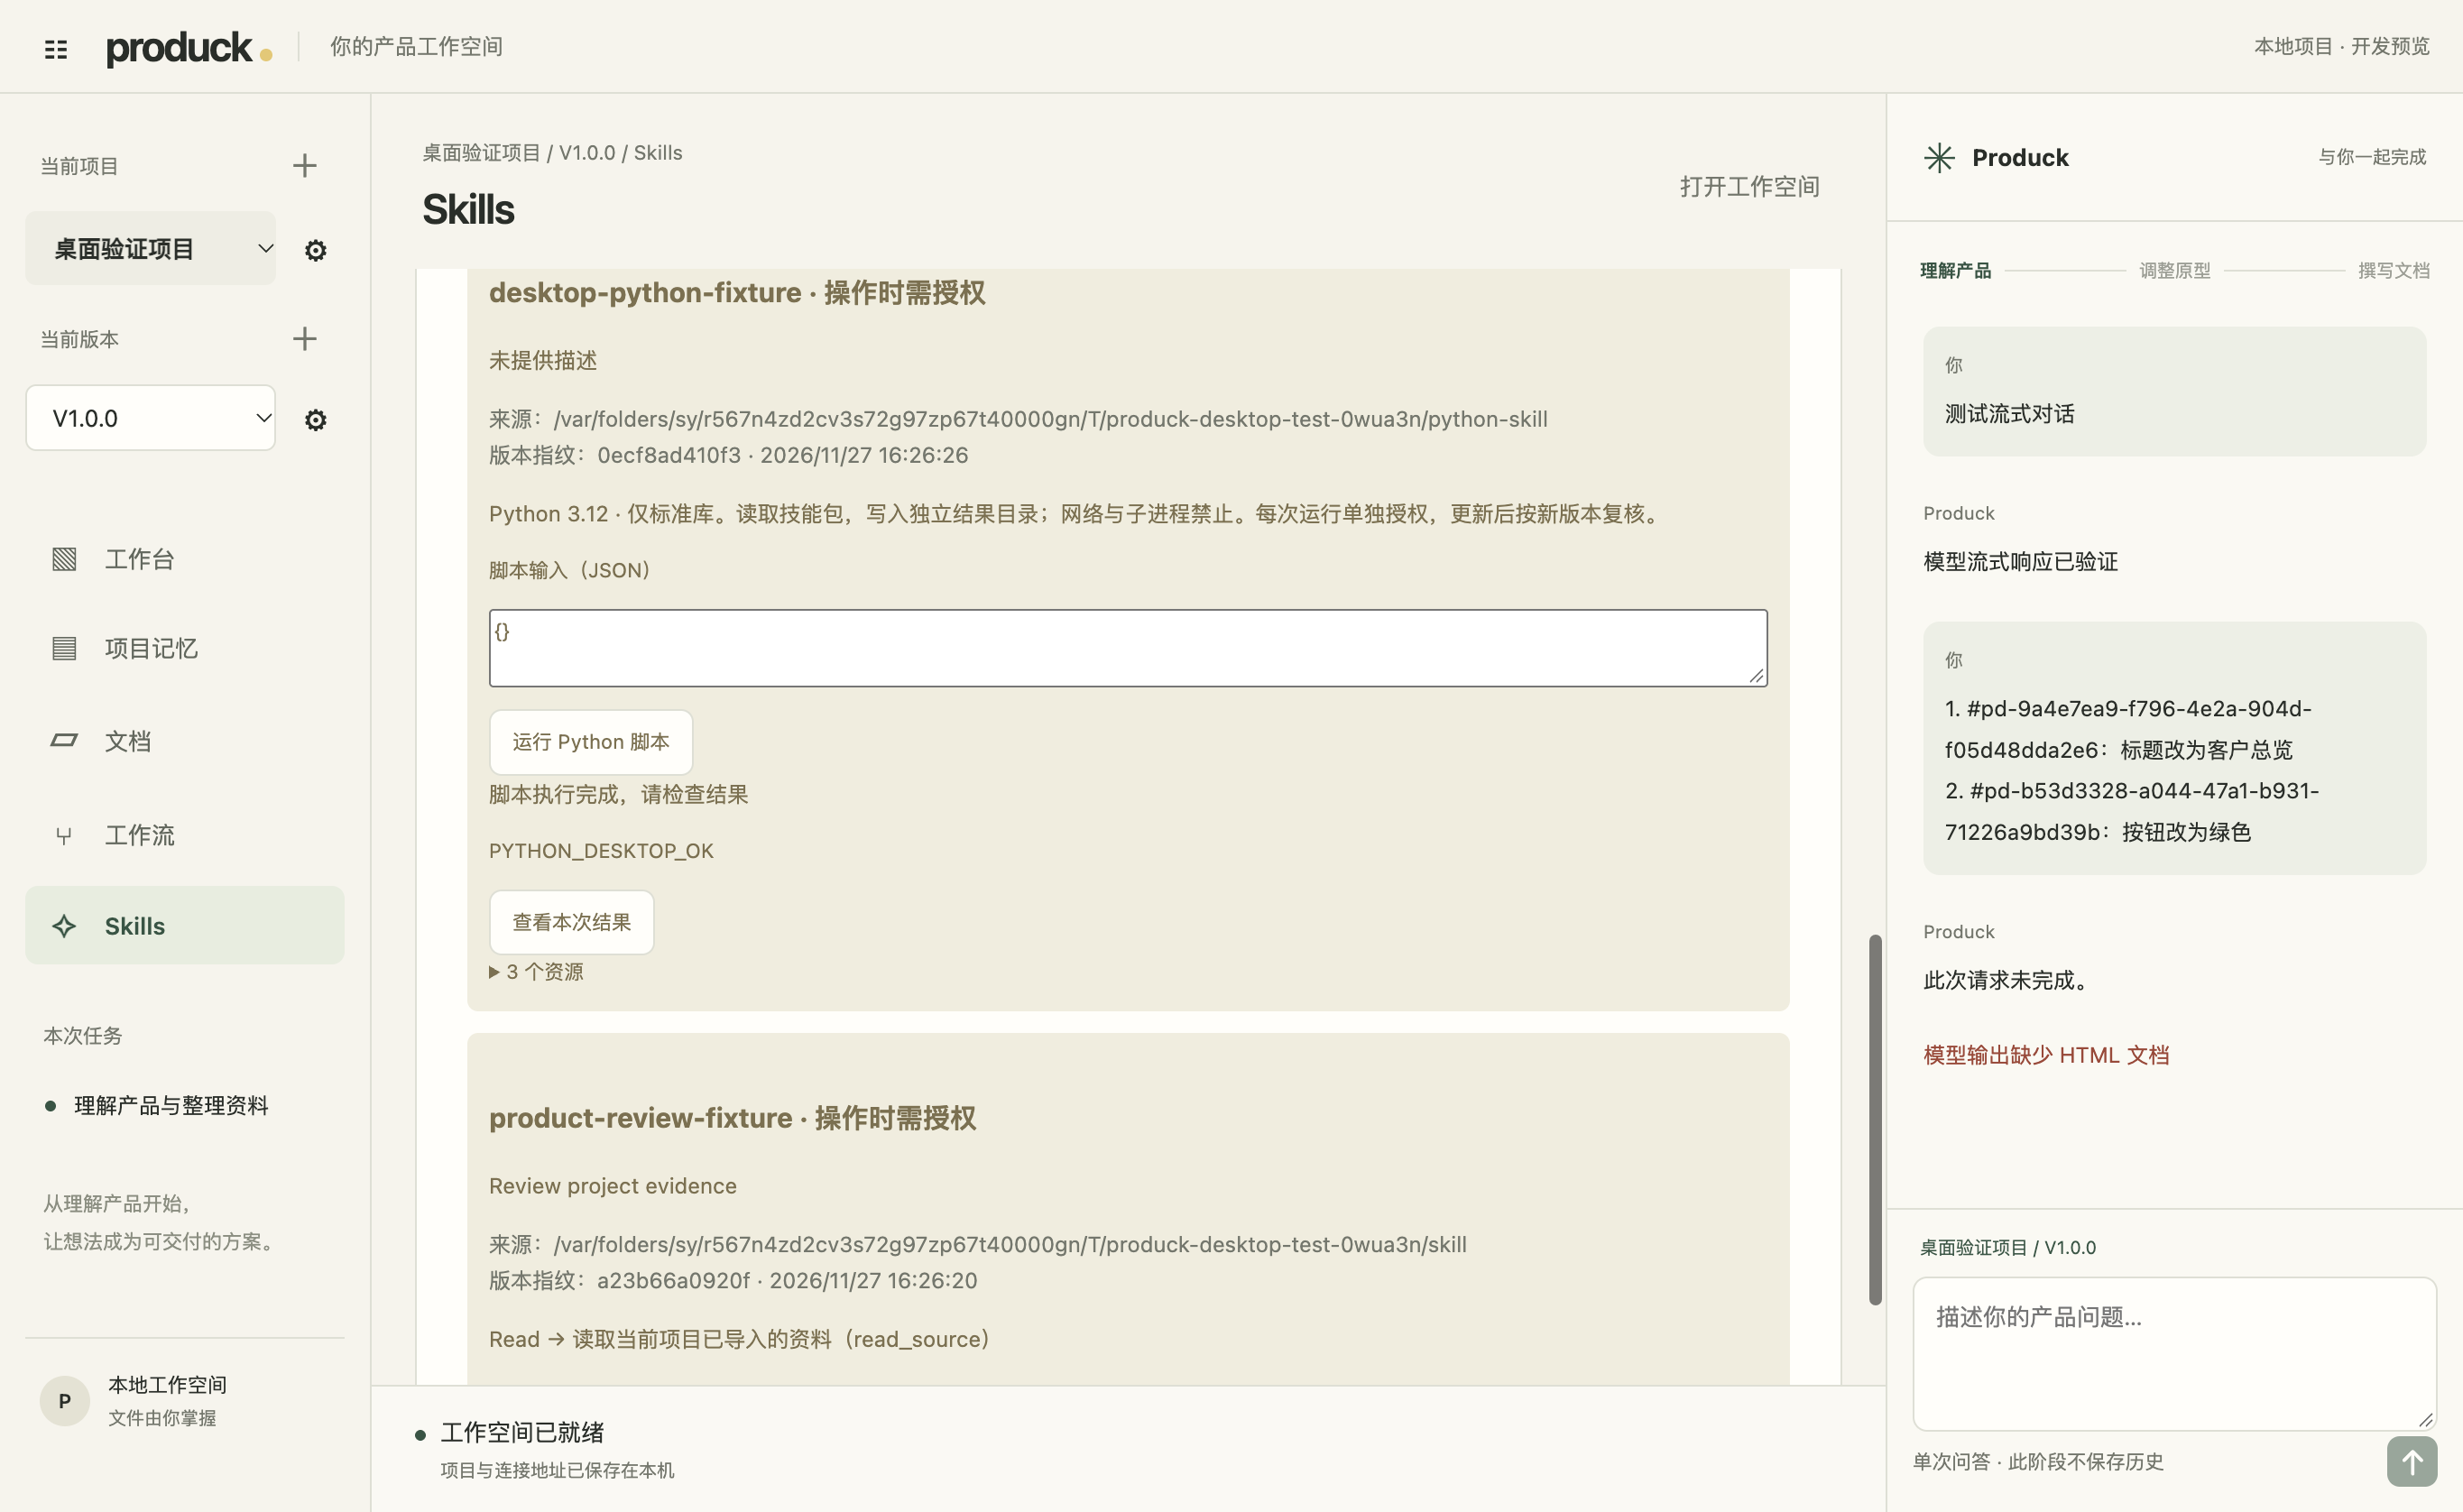 produck
你的产品工作空间
本地项目 · 开发预览
当前项目
桌面验证项目
当前版本
V1.0.0
工作台
项目记忆
文档
工作流
Skills
本次任务
理解产品与整理资料
从理解产品开始，
让想法成为可交付的方案。
P
本地工作空间
文件由你掌握
桌面验证项目 / V1.0.0 / Skills
Skills
打开工作空间
desktop-python-fixture · 操作时需授权
未提供描述
来源：/var/folders/sy/r567n4zd2cv3s72g97zp67t40000gn/T/produck-desktop-test-0wua3n/python-skill
版本指纹：0ecf8ad410f3 · 2026/11/27 16:26:26
Python 3.12 · 仅标准库。读取技能包，写入独立结果目录；网络与子进程禁止。每次运行单独授权，更新后按新版本复核。
脚本输入（JSON）
{}
运行 Python 脚本
脚本执行完成，请检查结果
PYTHON_DESKTOP_OK
查看本次结果
▶ 3 个资源
product-review-fixture · 操作时需授权
Review project evidence
来源：/var/folders/sy/r567n4zd2cv3s72g97zp67t40000gn/T/produck-desktop-test-0wua3n/skill
版本指纹：a23b66a0920f · 2026/11/27 16:26:20
Read → 读取当前项目已导入的资料（read_source）
工作空间已就绪
项目与连接地址已保存在本机
Produck
与你一起完成
理解产品
调整原型
撰写文档
你
测试流式对话
Produck
模型流式响应已验证
你
1. #pd-9a4e7ea9-f796-4e2a-904d-
f05d48dda2e6：标题改为客户总览
2. #pd-b53d3328-a044-47a1-b931-
71226a9bd39b：按钮改为绿色
Produck
此次请求未完成。
模型输出缺少 HTML 文档
桌面验证项目 / V1.0.0
描述你的产品问题...
单次问答 · 此阶段不保存历史